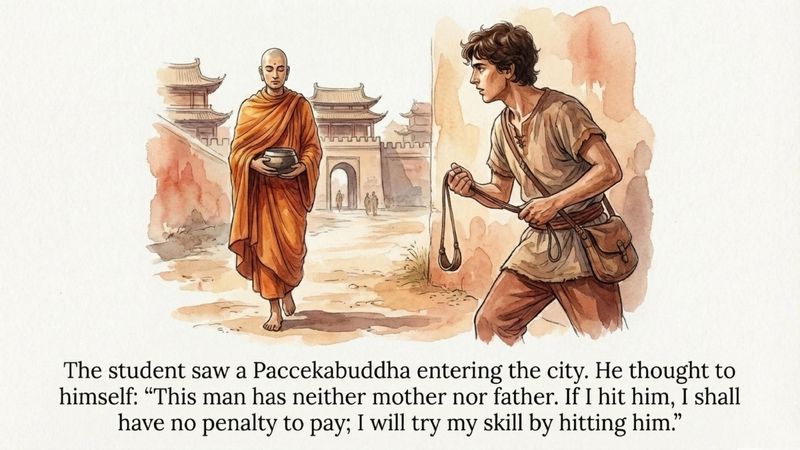 The student saw a Paccekabuddha entering the city. He thought to
himself: “This man has neither mother nor father. If I hit him, I shall
have no penalty to pay; I will try my skill by hitting him.”